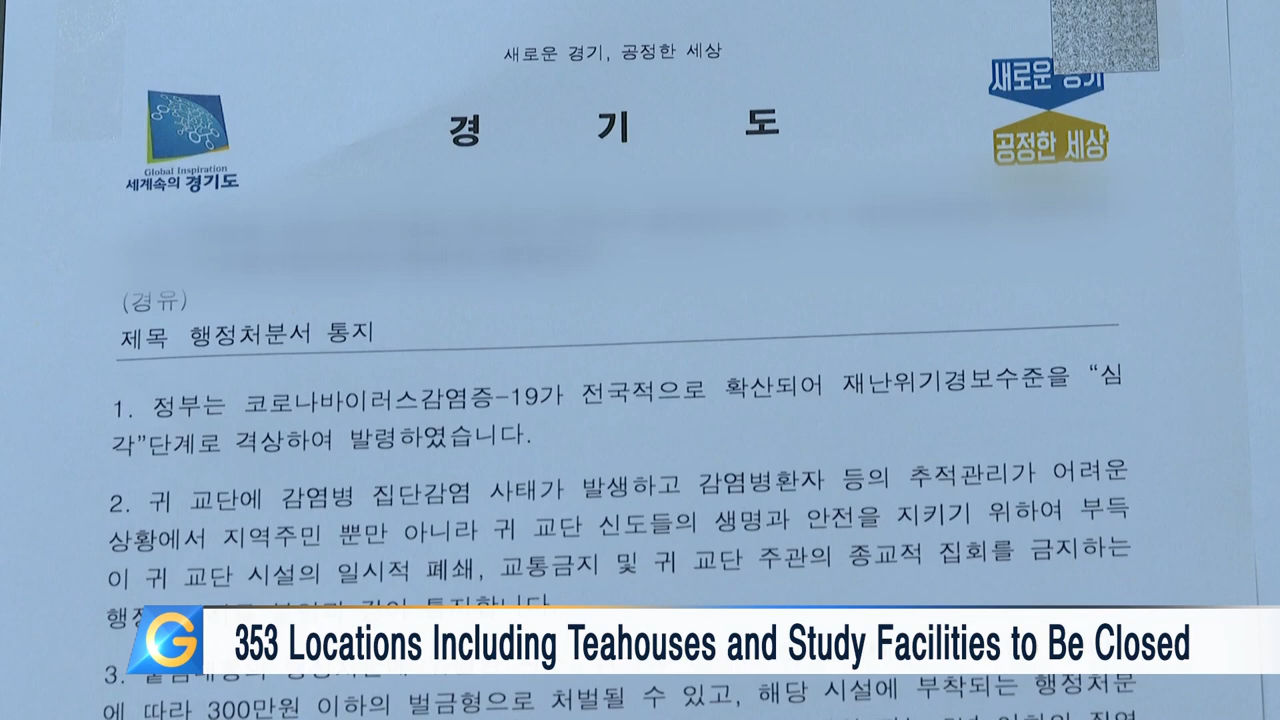 새로운 경기, 공정한 세상
경 기 도
Global Inspiration
세계속의 경기도
새로운 경기
공정한 세상
(경유)
제목 행정처분서 통지
1. 정부는 코로나바이러스감염증-19가 전국적으로 확산되어 재난위기경보수준을 “심
각”단계로 격상하여 발령하였습니다.
2. 귀 교단에 감염병 집단감염 사태가 발생하고 감염병환자 등의 추적관리가 어려운
상황에서 지역주민 뿐만 아니라 귀 교단 신도들의 생명과 안전을 지키기 위하여 부득
이 귀 교단 시설의 일시적 폐쇄, 교통금지 및 귀 교단 주관의 종교적 집회를 금지하는
G 353 Locations Including Teahouses and Study Facilities to Be Closed
3.
에 따라 300만원 이하의 벌금형으로 처벌될 수 있고, 해당 시설에 부착되는 행정처분